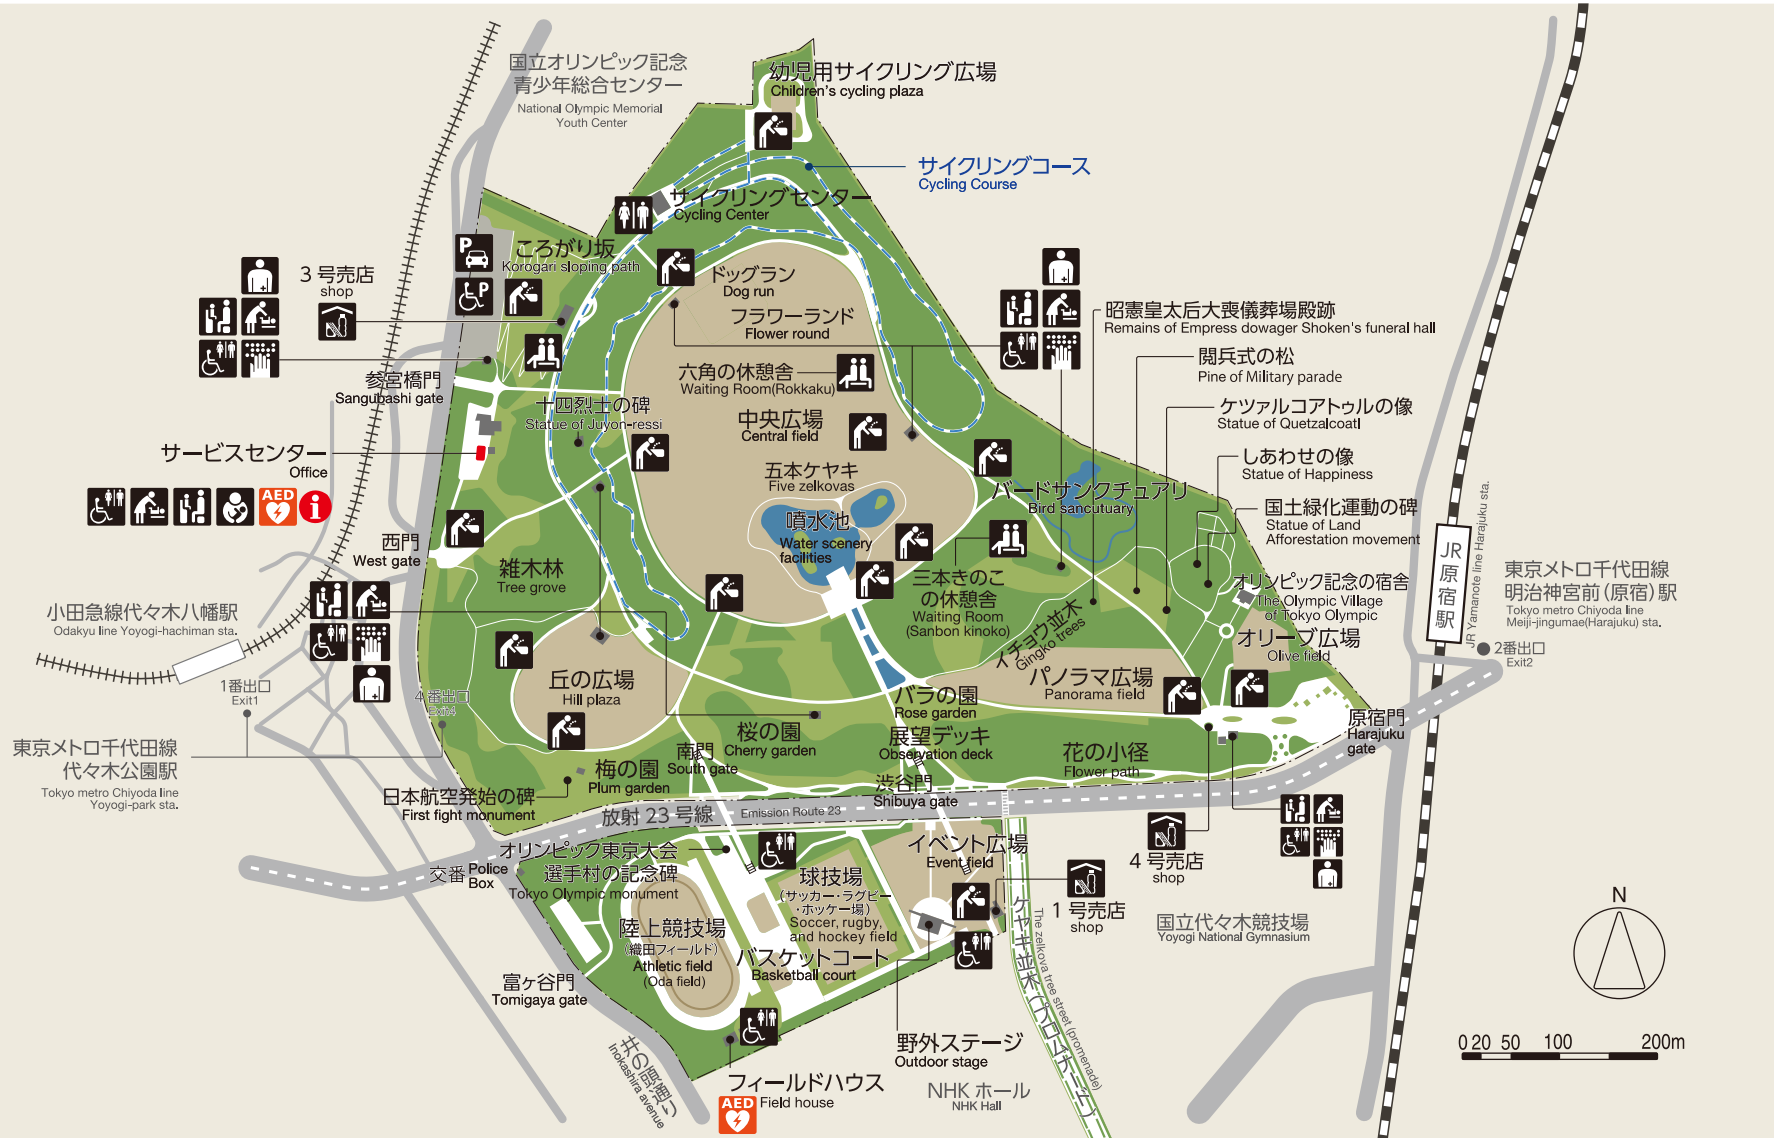 国立オリンピック記念
青少年総合センター
National Olympic Memorial
Youth Center
幼児用サイクリング広場
Children's cycling plaza
サイクリングコース
Cycling Course
サイクリングセンター
Cycling Center
P
P
ころがり坂
Korogari sloping path
3号売店
shop
ドッグラン
Dog run
フラワーランド
Flower round
昭憲皇太后大喪儀葬場殿跡
Remains of Empress dowager Shoken's funeral hall
閲兵式の松
Pine of Military parade
ケツァルコアトゥルの像
Statue of Quetzalcoatl
しあわせの像
Statue of Happiness
国土緑化運動の碑
Statue of Land
Afforestation movement
六角の休憩舎
Waiting Room(Rokkaku)
参宮橋門
Sangubashi gate
十四烈士の碑
Statue of Juyon-ressi
中央広場
Central field
サービスセンター
Office
AED
i
五本ケヤキ
Five zelkovas
バードサンクチュアリ
Bird sancutuary
噴水池
Water scenery
facilities
西門
West gate
雑木林
Tree grove
三本きのこ
の休憩舎
Waiting Room
(Sanbon kinoko)
オリンピック記念の宿舎
The Olympic Village
of Tokyo Olympic
JR原宿駅
JR Yamanote line Harajuku sta.
東京メトロ千代田線
明治神宮前(原宿)駅
Tokyo metro Chiyoda line
Meiji-jingumae(Harajuku) sta.
2番出口
Exit2
小田急線代々木八幡駅
Odakyu line Yoyogi-hachiman sta.
イチョウ並木
Gingko trees
オリーブ広場
Olive field
1番出口
Exit1
4番出口
Exit4
丘の広場
Hill plaza
パノラマ広場
Panorama field
バラの園
Rose garden
原宿門
Harajuku
gate
東京メトロ千代田線
代々木公園駅
Tokyo metro Chiyoda line
Yoyogi-park sta.
桜の園
Cherry garden
展望デッキ
Observation deck
花の小径
Flower path
南門
South gate
梅の園
Plum garden
渋谷門
Shibuya gate
日本航空発始の碑
First fight monument
放射23号線
Emission Route 23
オリンピック東京大会
選手村の記念碑
Tokyo Olympic monument
交番 Police
Box
イベント広場
Event field
4号売店
shop
球技場
(サッカー・ラグビー
・ホッケー場)
Soccer, rugby,
and hockey field
1号売店
shop
国立代々木競技場
Yoyogi National Gymnasium
N
陸上競技場
(織田フィールド)
Athletic field
(Oda field)
バスケットコート
Basketball court
富ヶ谷門
Tomigaya gate
ケヤキ並木(ホロムナード)
The zelkova tree street (promenade)
野外ステージ
Outdoor stage
0 20 50 100 200m
井の頭通り
Inokashira avenue
フィールドハウス
Field house
AED
NHKホール
NHK Hall